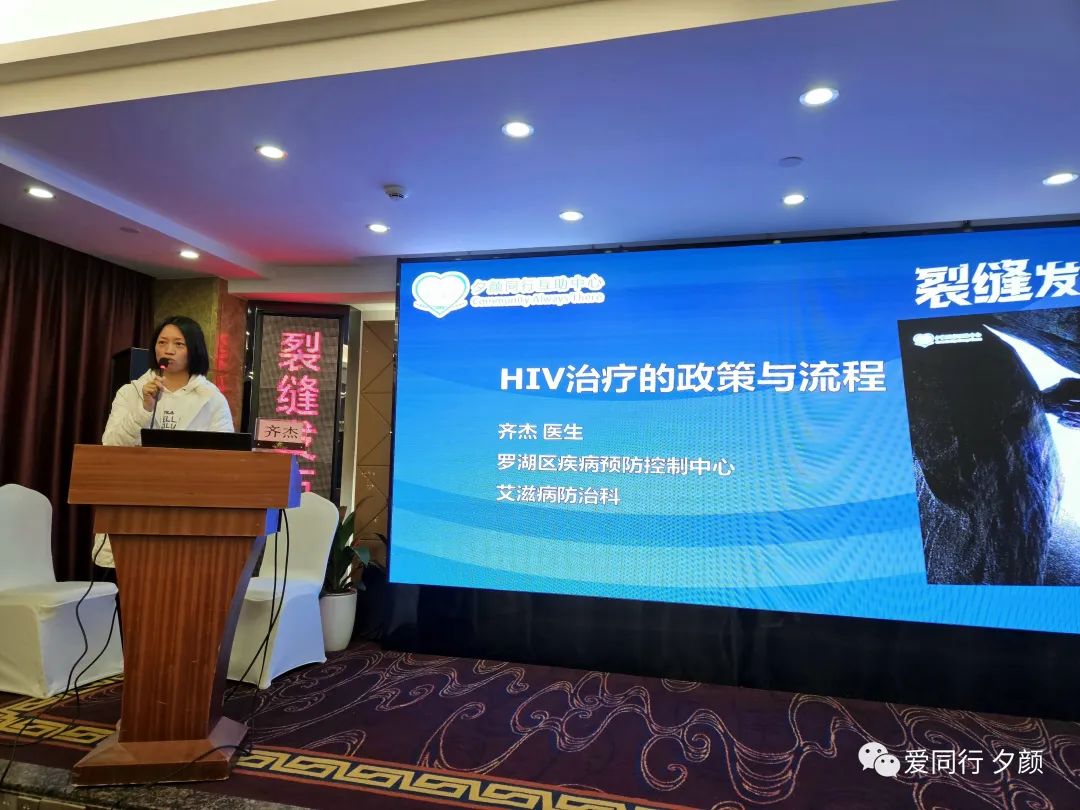 夕颜同行互助中心
Community Always There
裂缝发
HIV治疗的政策与流程
齐杰 医生
罗湖区疾病预防控制中心
艾滋病防治科
裂缝
齐杰
爱同行 夕颜